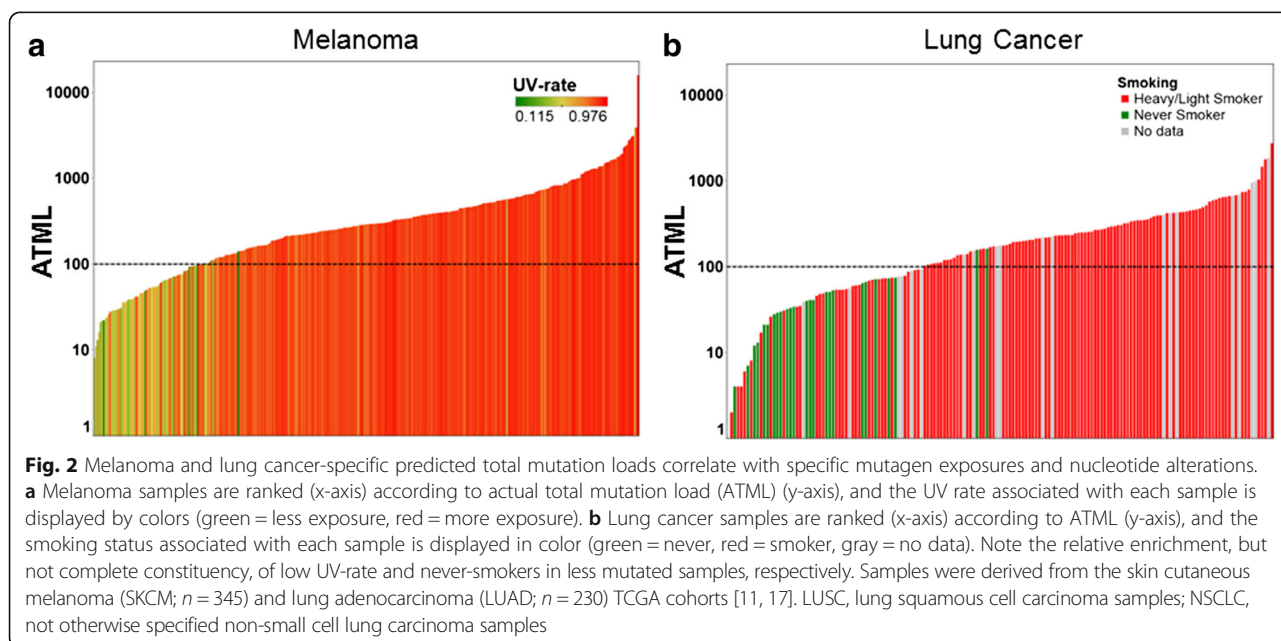 a
Melanoma
ATML
10000
1000
100
10
1
UV-rate
0.115 0.976
b
Lung Cancer
ATML
10000
1000
100
10
1
Smoking
Heavy/Light Smoker
Never Smoker
No data
Fig. 2 Melanoma and lung cancer-specific predicted total mutation loads correlate with specific mutagen exposures and nucleotide alterations.
a Melanoma samples are ranked (x-axis) according to actual total mutation load (ATML) (y-axis), and the UV rate associated with each sample is
displayed by colors (green = less exposure, red = more exposure). b Lung cancer samples are ranked (x-axis) according to ATML (y-axis), and the
smoking status associated with each sample is displayed in color (green = never, red = smoker, gray = no data). Note the relative enrichment, but
not complete constituency, of low UV-rate and never-smokers in less mutated samples, respectively. Samples were derived from the skin cutaneous
melanoma (SKCM; n = 345) and lung adenocarcinoma (LUAD; n = 230) TCGA cohorts [11, 17]. LUSC, lung squamous cell carcinoma samples; NSCLC,
not otherwise specified non-small cell lung carcinoma samples